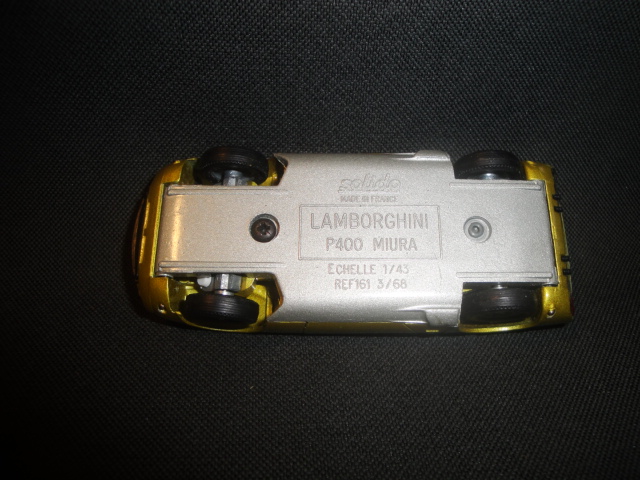 solido
MADE IN FRANCE
LAMBORGHINI
P400 MIURA
ECHELLE 1/43
REF161 3/68